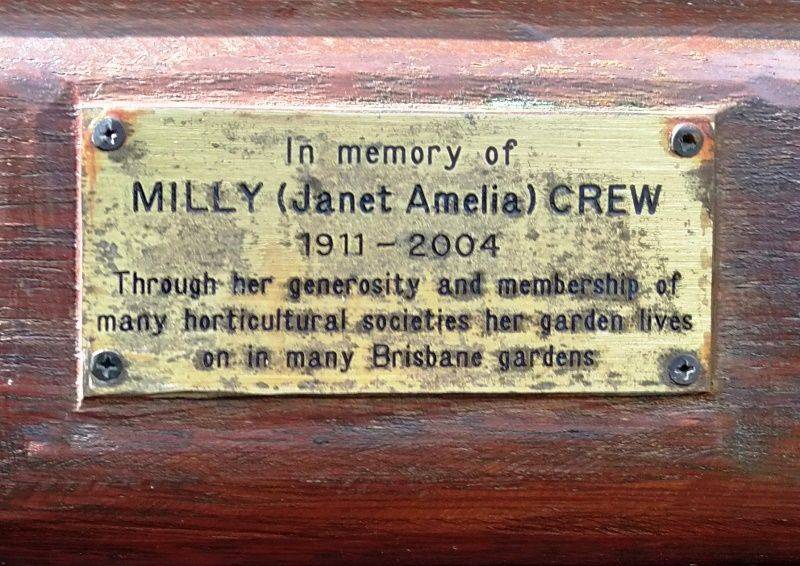 In memory of
MILLY (Janet Amelia) CREW
1911 - 2004
Through her generosity and membership of
many horticultural societies her garden lives
on in many Brisbane gardens